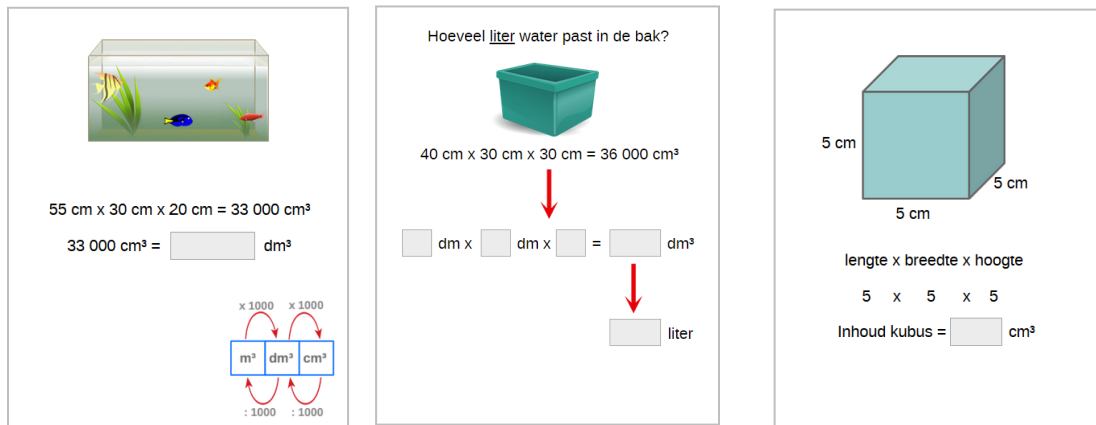 55 cm x 30 cm x 20 cm = 33 000 cm³
33 000 cm³ = dm³
x 1000 x 1000
m³ dm³ cm³
: 1000 : 1000
Hoeveel liter water past in de bak?
40 cm x 30 cm x 30 cm = 36 000 cm³
dm x dm x = dm³
liter
5 cm
5 cm
5 cm
lengte x breedte x hoogte
5 x 5 x 5
Inhoud kubus = cm³